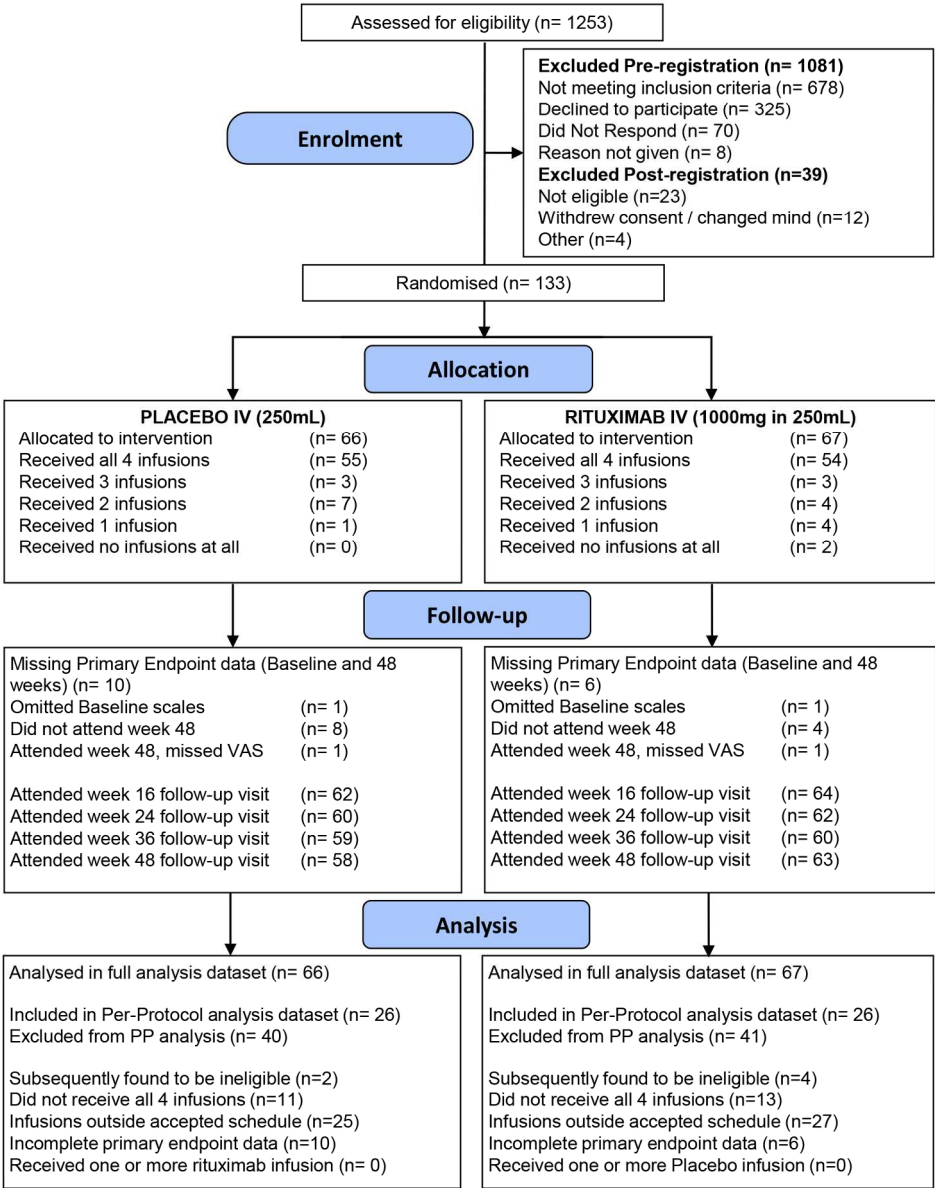 Assessed for eligibility (n= 1253)
Excluded Pre-registration (n= 1081)
Not meeting inclusion criteria (n= 678)
Declined to participate (n= 325)
Did Not Respond (n= 70)
Reason not given (n= 8)
Excluded Post-registration (n=39)
Not eligible (n=23)
Withdrew consent / changed mind (n=12)
Other (n=4)
Enrolment
Randomised (n= 133)
Allocation
PLACEBO IV (250mL)
Allocated to intervention (n= 66)
Received all 4 infusions (n= 55)
Received 3 infusions (n= 3)
Received 2 infusions (n= 7)
Received 1 infusion (n= 1)
Received no infusions at all (n= 0)
RITUXIMAB IV (1000mg in 250mL)
Allocated to intervention (n= 67)
Received all 4 infusions (n= 54)
Received 3 infusions (n= 3)
Received 2 infusions (n= 4)
Received 1 infusion (n= 4)
Received no infusions at all (n= 2)
Follow-up
Missing Primary Endpoint data (Baseline and 48
weeks) (n= 10)
Omitted Baseline scales (n= 1)
Did not attend week 48 (n= 8)
Attended week 48, missed VAS (n= 1)
Attended week 16 follow-up visit (n= 62)
Attended week 24 follow-up visit (n= 60)
Attended week 36 follow-up visit (n= 59)
Attended week 48 follow-up visit (n= 58)
Missing Primary Endpoint data (Baseline and 48
weeks) (n= 6)
Omitted Baseline scales (n= 1)
Did not attend week 48 (n= 4)
Attended week 48, missed VAS (n= 1)
Attended week 16 follow-up visit (n= 64)
Attended week 24 follow-up visit (n= 62)
Attended week 36 follow-up visit (n= 60)
Attended week 48 follow-up visit (n= 63)
Analysis
Analysed in full analysis dataset (n= 66)
Included in Per-Protocol analysis dataset (n= 26)
Excluded from PP analysis (n= 40)
Subsequently found to be ineligible (n=2)
Did not receive all 4 infusions (n=11)
Infusions outside accepted schedule (n=25)
Incomplete primary endpoint data (n=10)
Received one or more rituximab infusion (n= 0)
Analysed in full analysis dataset (n= 67)
Included in Per-Protocol analysis dataset (n= 26)
Excluded from PP analysis (n= 41)
Subsequently found to be ineligible (n=4)
Did not receive all 4 infusions (n=13)
Infusions outside accepted schedule (n=27)
Incomplete primary endpoint data (n=6)
Received one or more Placebo infusion (n=0)